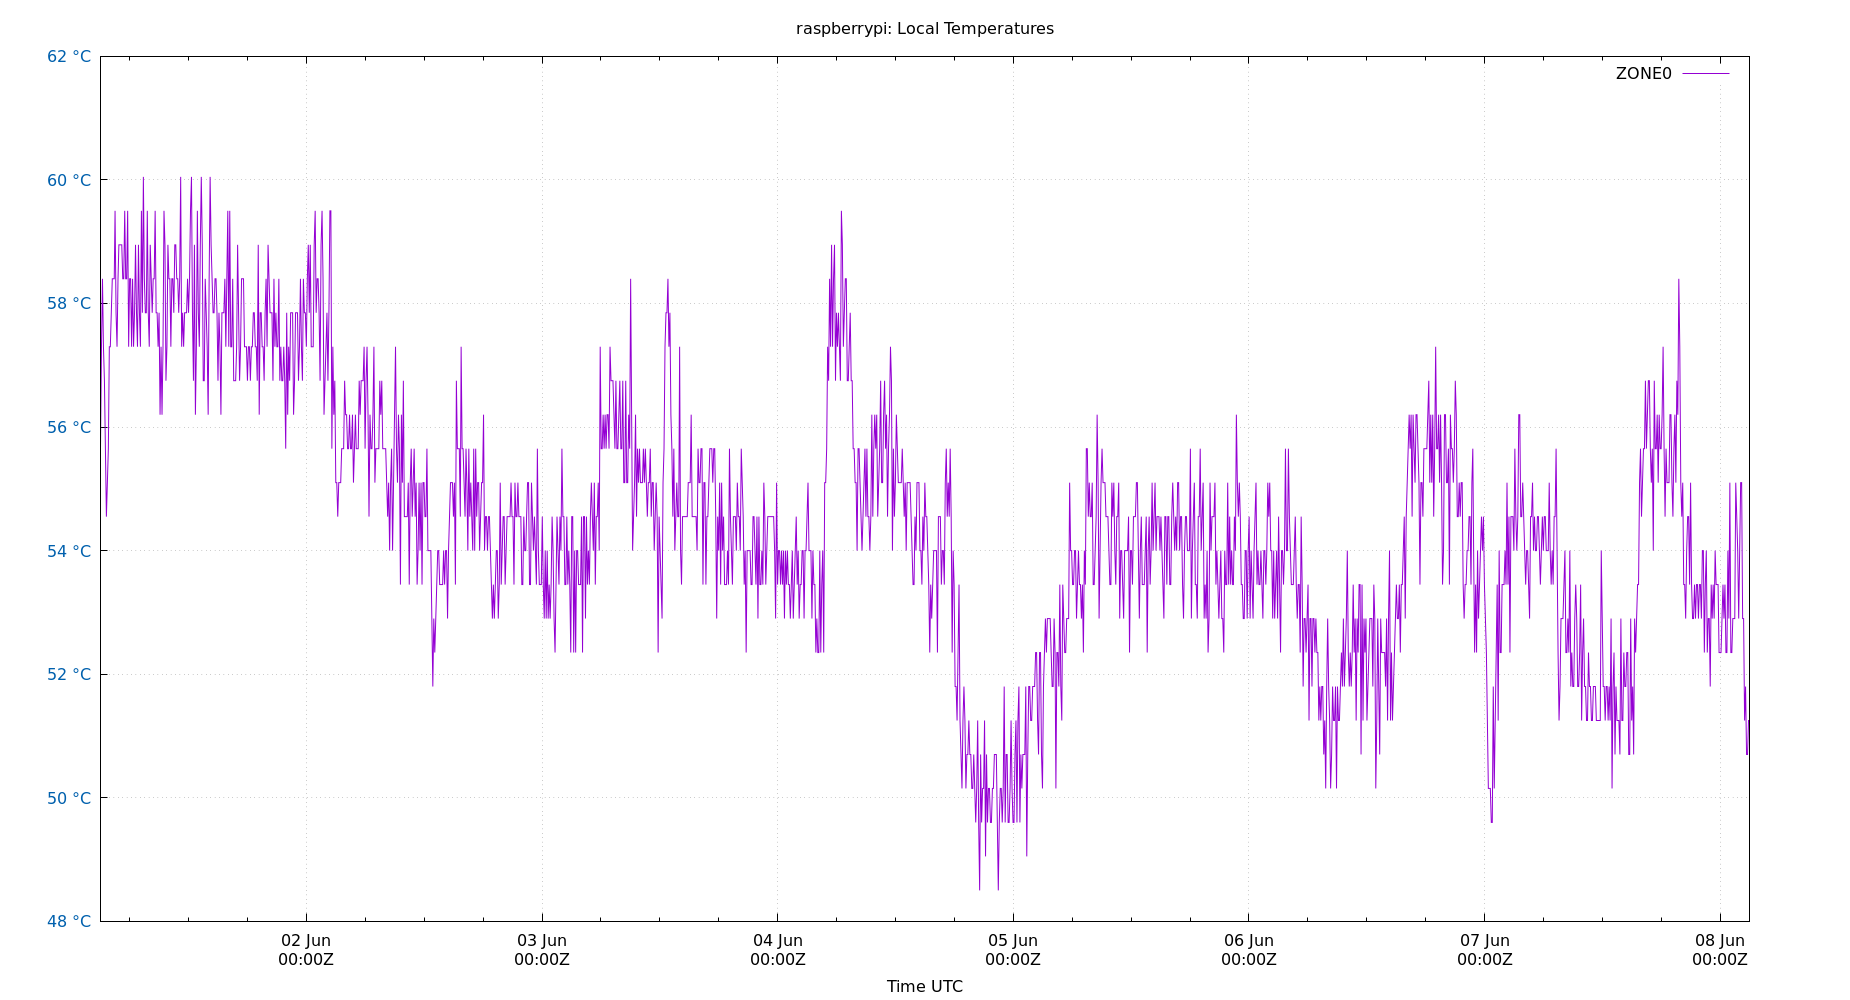 raspberrypi: Local Temperatures
62 °C
ZONE0
60 °C
58 °C
56 °C
54 °C
52 °C
50 °C
48 °C
02 Jun 03 Jun 04 Jun 05 Jun 06 Jun 07 Jun 08 Jun
00:00Z 00:00Z 00:00Z 00:00Z 00:00Z 00:00Z 00:00Z
Time UTC